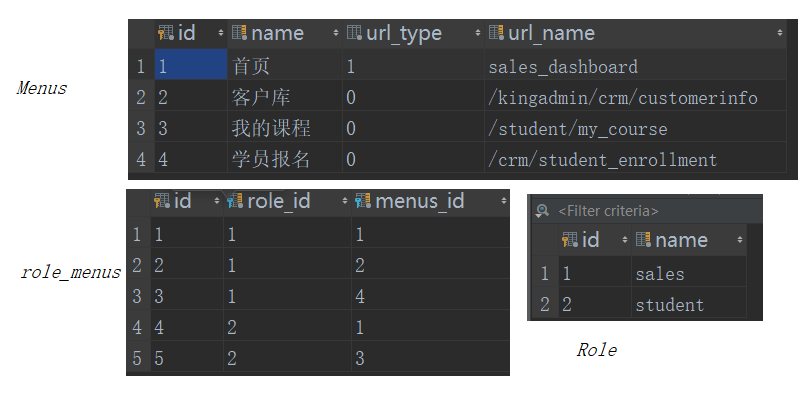 id name url_type url_name
Menus
1 1 首页 1 sales_dashboard
2 2 客户库 0 /kingadmin/crm/customerinfo
3 3 我的课程 0 /student/my_course
4 4 学员报名 0 /crm/student_enrollment
role_menus
id role_id menus_id
1 1 1 1
2 2 1 2
3 3 1 4
4 4 2 1
5 5 2 3
<Filter criteria>
id name
1 1 sales
2 2 student
Role